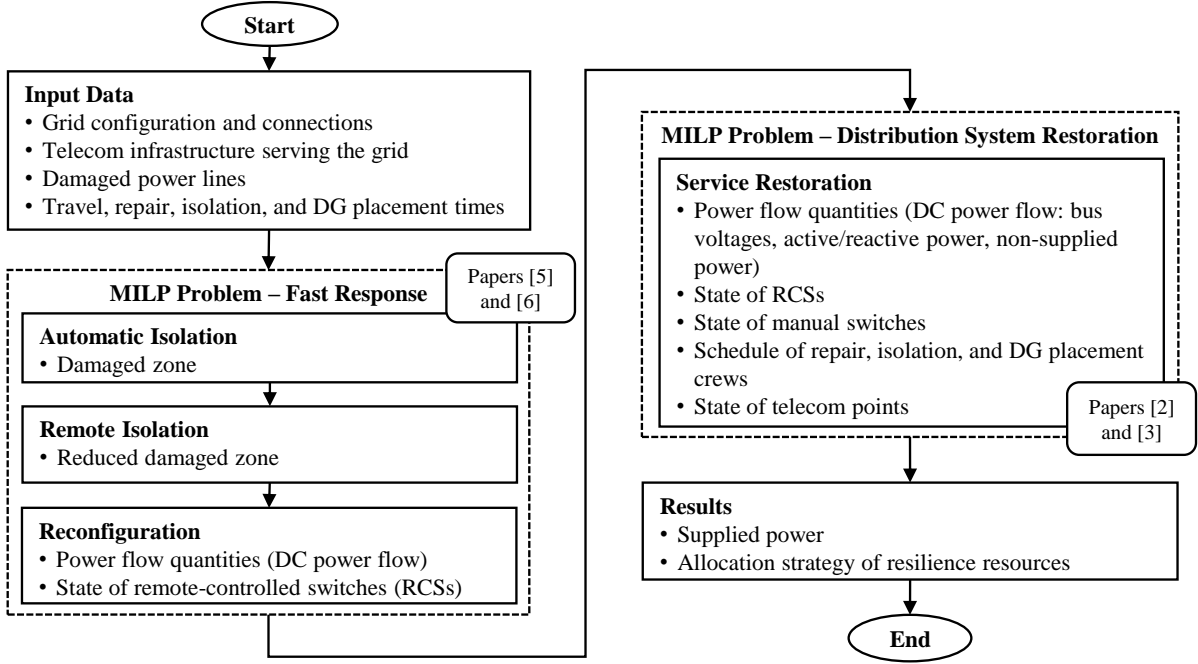 Start
Input Data
• Grid configuration and connections
• Telecom infrastructure serving the grid
• Damaged power lines
• Travel, repair, isolation, and DG placement times
Papers [5]
and [6]
MILP Problem – Fast Response
Automatic Isolation
• Damaged zone
Remote Isolation
• Reduced damaged zone
Reconfiguration
• Power flow quantities (DC power flow)
• State of remote-controlled switches (RCSs)
MILP Problem – Distribution System Restoration
Service Restoration
• Power flow quantities (DC power flow: bus
voltages, active/reactive power, non-supplied
power)
• State of RCSs
• State of manual switches
• Schedule of repair, isolation, and DG placement
crews
• State of telecom points
Papers [2]
and [3]
Results
• Supplied power
• Allocation strategy of resilience resources
End